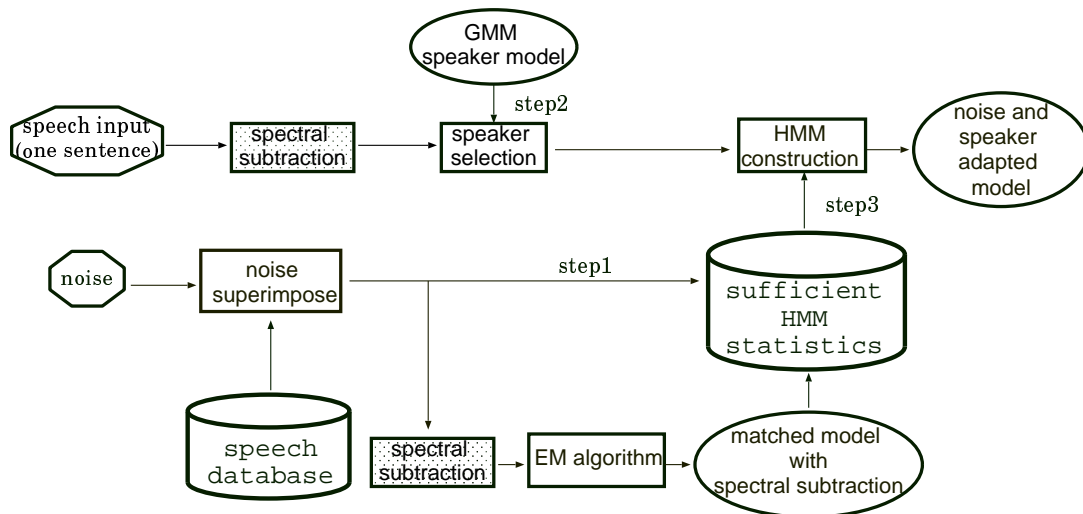 GMM
speaker model
step2
speech input
(one sentence)
spectral
subtraction
speaker
selection
HMM
construction
noise and
speaker
adapted
model
step3
noise
noise
superimpose
step1
sufficient
HMM
statistics
speech
database
spectral
subtraction
EM algorithm
matched model
with
spectral subtraction